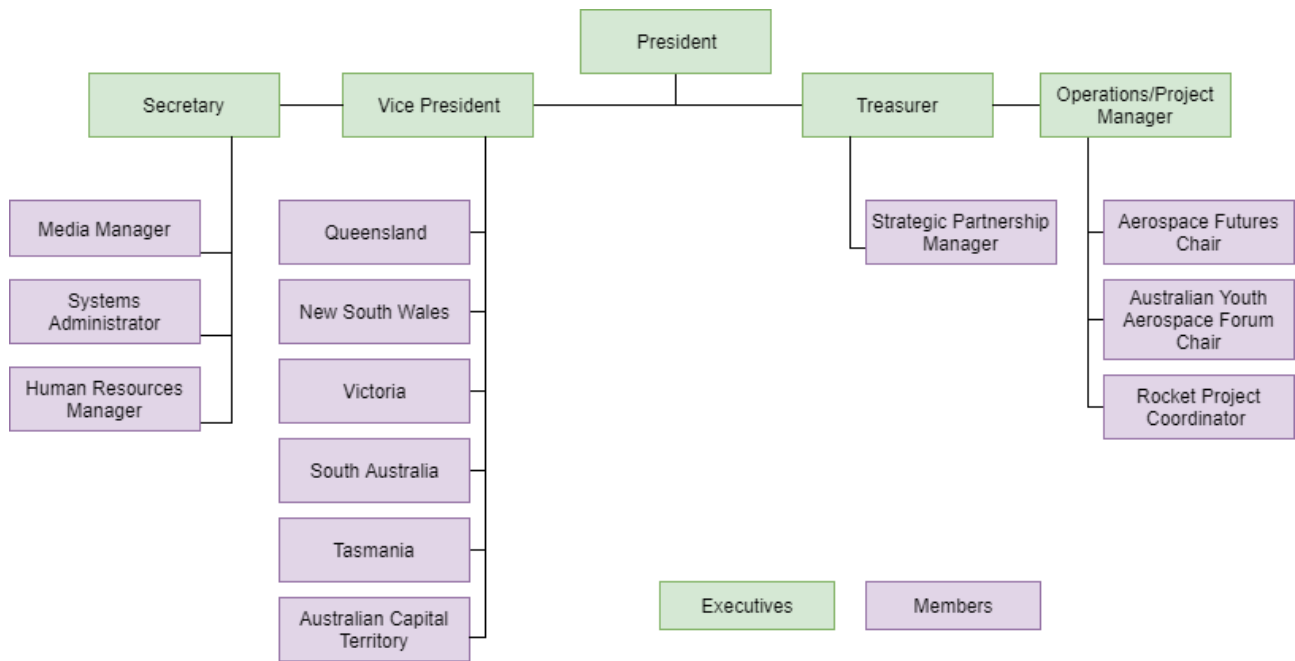 President
Secretary
Vice President
Treasurer
Operations/Project
Manager
Media Manager
Systems
Administrator
Human Resources
Manager
Queensland
New South Wales
Victoria
South Australia
Tasmania
Australian Capital
Territory
Strategic Partnership
Manager
Aerospace Futures
Chair
Australian Youth
Aerospace Forum
Chair
Rocket Project
Coordinator
Executives
Members